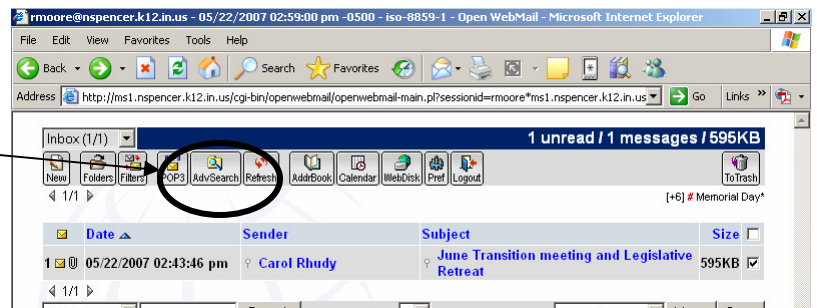 rmoore@nspencer.k12.in.us - 05/22/2007 02:59:00 pm -0500 - iso-8859-1 - Open WebMail - Microsoft Internet Explorer
File Edit View Favorites Tools Help
Back Search Favorites
Address http://ms1.nspencer.k12.in.us/cgi-bin/openwebmail/openwebmail-main.pl?sessionid=rmoore*ms1.nspencer.k12.in.us Go Links »
Inbox (1/1) 1 unread / 1 messages / 595KB
New Folders Filters POP3 AdvSearch Refresh AddrBook Calendar WebDisk Pref Logout ToTrash
1/1 [+6] # Memorial Day*
Date Sender Subject Size
1 05/22/2007 02:43:46 pm Carol Rhudy June Transition meeting and Legislative Retreat 595KB
1/1